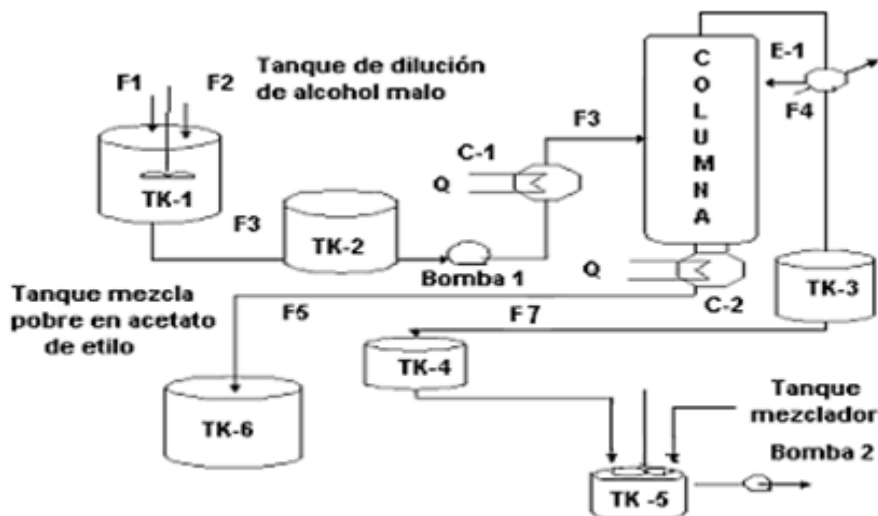 F1
F2
Tanque de dilución
de alcohol malo
TK-1
F3
TK-2
Bomba 1
C-1
Q
F3
COLUMNA
E-1
F4
Q
C-2
TK-3
Tanque mezcla
pobre en acetato
de etilo
F5
F7
TK-4
TK-6
Tanque
mezclador
Bomba 2
TK -5